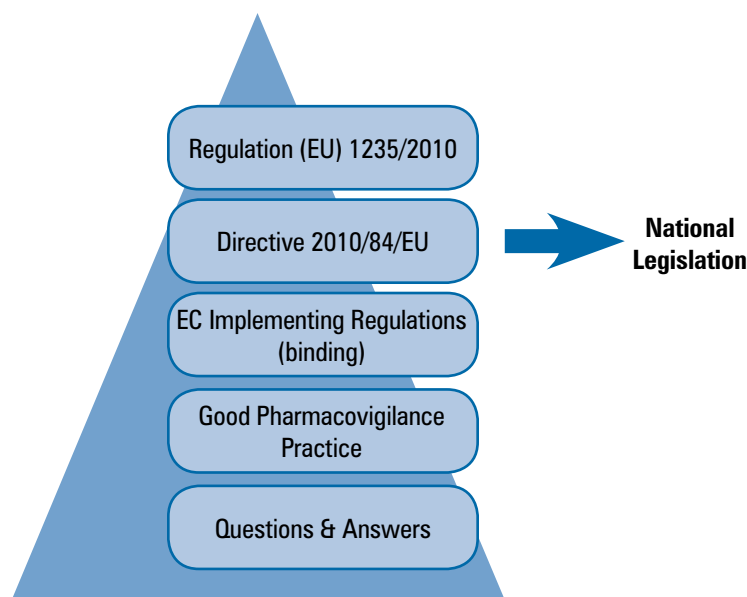 Regulation (EU) 1235/2010
Directive 2010/84/EU
National
Legislation
EC Implementing Regulations
(binding)
Good Pharmacovigilance
Practice
Questions & Answers